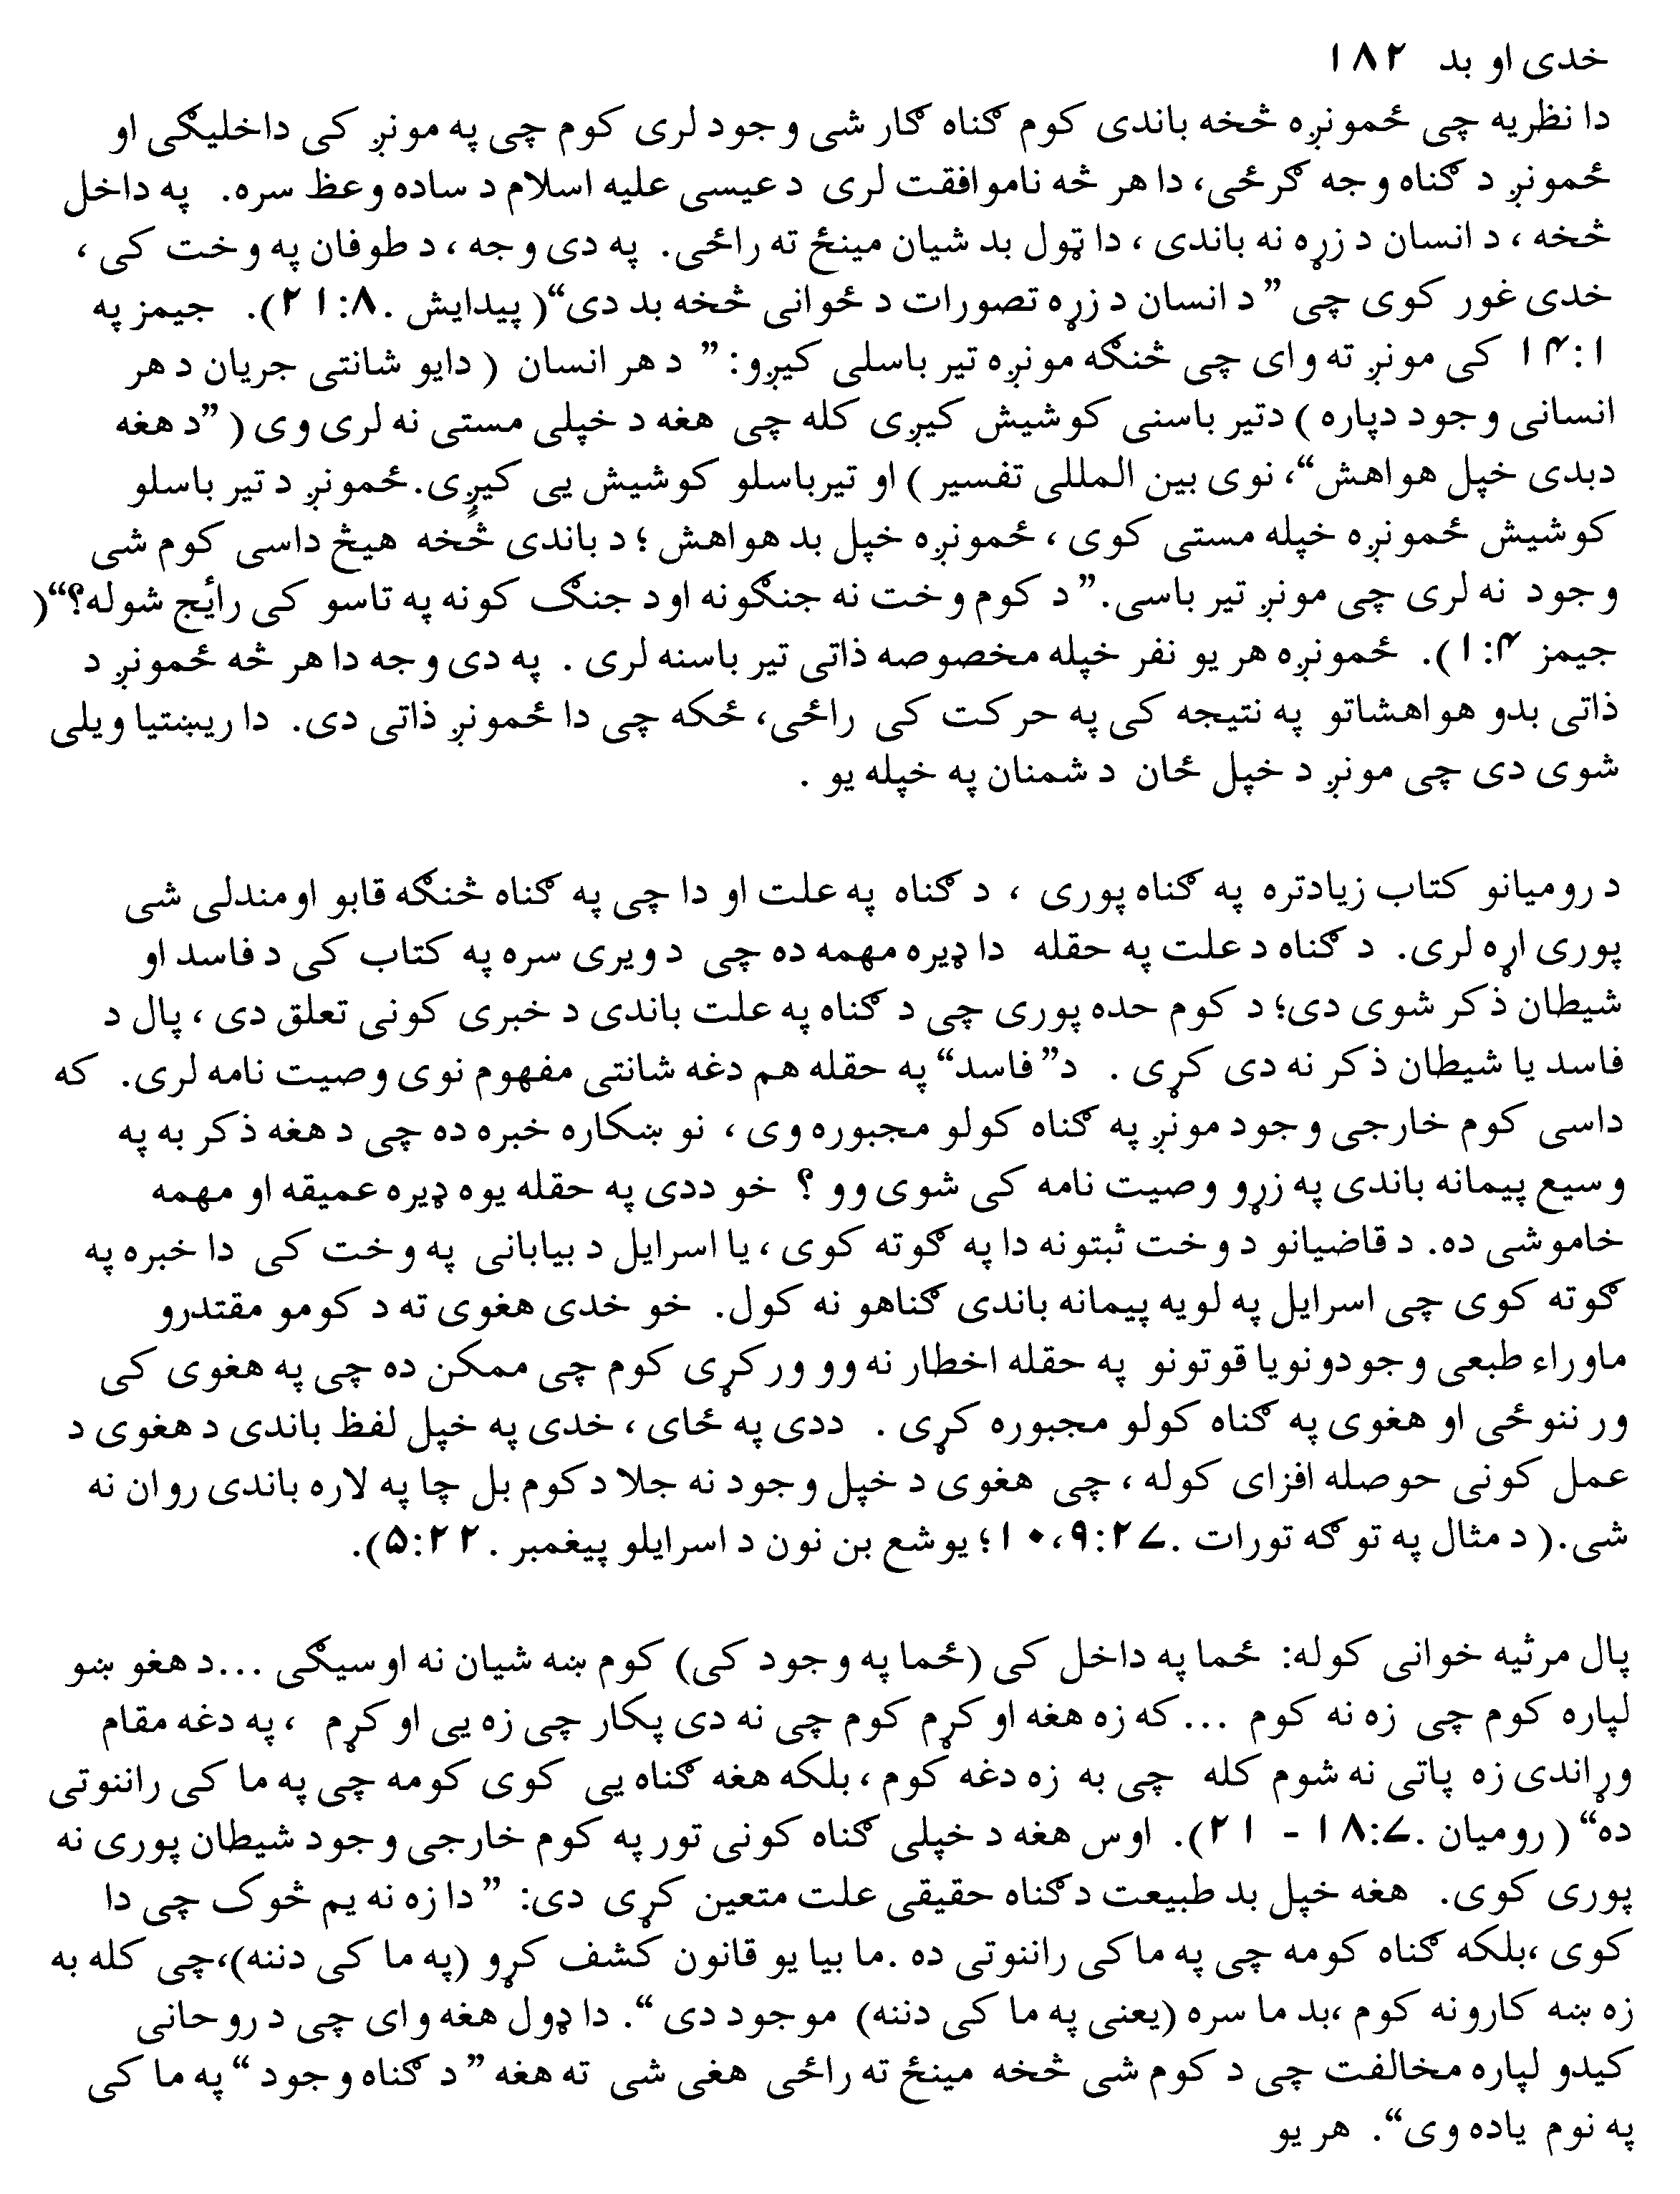 خدی او بد ۱۸۲
دا نظریه چی ځمونږه څخه باندی کوم ګناه ګار شی وجود لری کوم چی په مونږ کی داخلیګی او
ځمونږ د ګناه وجه ګرځی، دا هر څه ناموافقت لری د عیسی علیه اسلام د ساده وعظ سره. په داخل
څخه ، د انسان د زړه نه باندی ، دا ټول بد شیان مینځ ته راځی. په دی وجه ، د طوفان په وخت کی ،
خدی غور کوی چی ” د انسان د زړه تصورات د ځوانی څخه بد دی“( پیدایش .۲۱:۸). جیمز په
۱۴:۱ کی مونږ ته وای چی څنګه مونږه تیر باسلی کیږو: ” د هر انسان ( دایو شانتی جریان د هر
انسانی وجود دپاره ) دتیر باسنی کوشیش کیږی کله چی هغه د خپلی مستی نه لری وی ( ”د هغه
دبدی خپل هواهش“، نوی بین المللی تفسیر ) او تیرباسلو کوشیش یی کیږی. ځمونږ د تیر باسلو
کوشیش ځمونږه خپله مستی کوی ، ځمونږه خپل بد هواهش ؛ د باندی څخه هیڅ داسی کوم شی
وجود نه لری چی مونږ تیر باسی. ” د کوم وخت نه جنګونه اود جنګ کونه په تاسو کی رایٔج شوله؟“(
جیمز ۱:۴). ځمونږه هر یو نفر خپله مخصوصه ذاتی تیر باسنه لری . په دی وجه دا هر څه ځمونږ د
ذاتی بدو هواهشاتو په نتیجه کی په حرکت کی راځی، ځکه چی دا ځمونږ ذاتی دی. دا ریښتیا ویلی
شوی دی چی مونږ د خپل ځان د شمنان په خپله یو .
د رومیانو کتاب زیادتره په ګناه پوری ، د ګناه په علت او دا چی په ګناه څنګه قابو اومندلی شی
پوری اړه لری. د ګناه د علت په حقله دا ډیره مهمه ده چی د ویری سره په کتاب کی د فاسد او
شیطان ذکر شوی دی؛ د کوم حده پوری چی د ګناه په علت باندی د خبری کونی تعلق دی ، پال د
فاسد یا شیطان ذکر نه دی کړی . د” فاسد“ په حقله هم دغه شانتی مفهوم نوی وصیت نامه لری. که
داسی کوم خارجی وجود مونږ په ګناه کولو مجبوره وی ، نو ښکاره خبره ده چی د هغه ذکر به په
وسیع پیمانه باندی په زړو وصیت نامه کی شوی وو ؟ خو ددی په حقله یوه ډیره عمیقه او مهمه
خاموشی ده. د قاضیانو د وخت ثبتونه دا په ګوته کوی ، یا اسرایل د بیابانی په وخت کی دا خبره په
ګوته کوی چی اسرایل په لویه پیمانه باندی ګناهو نه کول. خو خدی هغوی ته د کومو مقتدرو
ماوراء طبعی وجودونویا قوتونو په حقله اخطار نه وو ورکړی کوم چی ممکن ده چی په هغوی کی
ور ننوځی او هغوی په ګناه کولو مجبوره کړی . ددی په ځای ، خدی په خپل لفظ باندی د هغوی د
عمل کونی حوصله افزای کوله ، چی هغوی د خپل وجود نه جلا دکوم بل چا په لاره باندی روان نه
شی.( د مثال په توګه تورات .۹:۲۷،۱۰؛ یوشع بن نون د اسرایلو پیغمبر .۵:۲۲).
پال مرثیه خوانی کوله: ځما په داخل کی (ځما په وجود کی) کوم ښه شیان نه اوسیګی ...د هغو ښو
لپاره کوم چی زه نه کوم ... که زه هغه او کړم کوم چی نه دی پکار چی زه یی او کړم ، په دغه مقام
وړاندی زه پاتی نه شوم کله چی به زه دغه کوم ، بلکه هغه ګناه یی کوی کومه چی په ما کی راننوتی
ده“ ( رومیان .۱۸:۷ - ۲۱). اوس هغه د خپلی ګناه کونی تور په کوم خارجی وجود شیطان پوری نه
پوری کوی. هغه خپل بد طبیعت دګناه حقیقی علت متعین کړی دی: ” دا زه نه یم څوک چی دا
کوی ،بلکه ګناه کومه چی په ماکی راننوتی ده .ما بیا یو قانون کشف کړو (په ما کی دننه)،چی کله به
زه ښه کارو نه کوم ،بد ما سره (یعنی په ما کی دننه) موجود دی “. دا ډول هغه وای چی د روحانی
کیدو لپاره مخالفت چی د کوم شی څخه مینځ ته راځی هغی شی ته هغه ” د ګناه وجود “ په ما کی
په نوم یاده وی“. هر یو